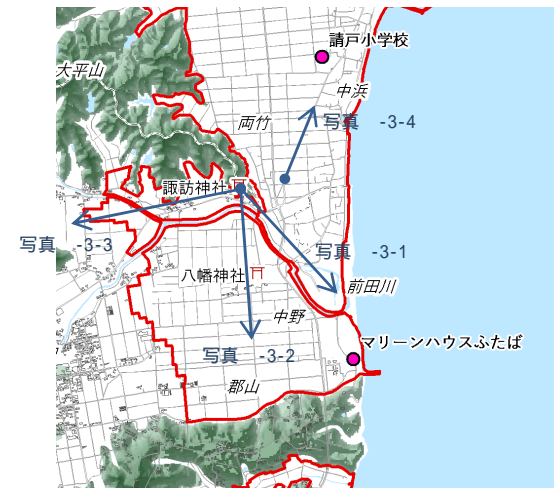 請戸小学校
大平山
中浜
両竹
写真 -3-4
諏訪神社
写真 -3-3
写真 -3-1
八幡神社
前田川
中野
マリーンハウスふたば
写真 -3-2
郡山